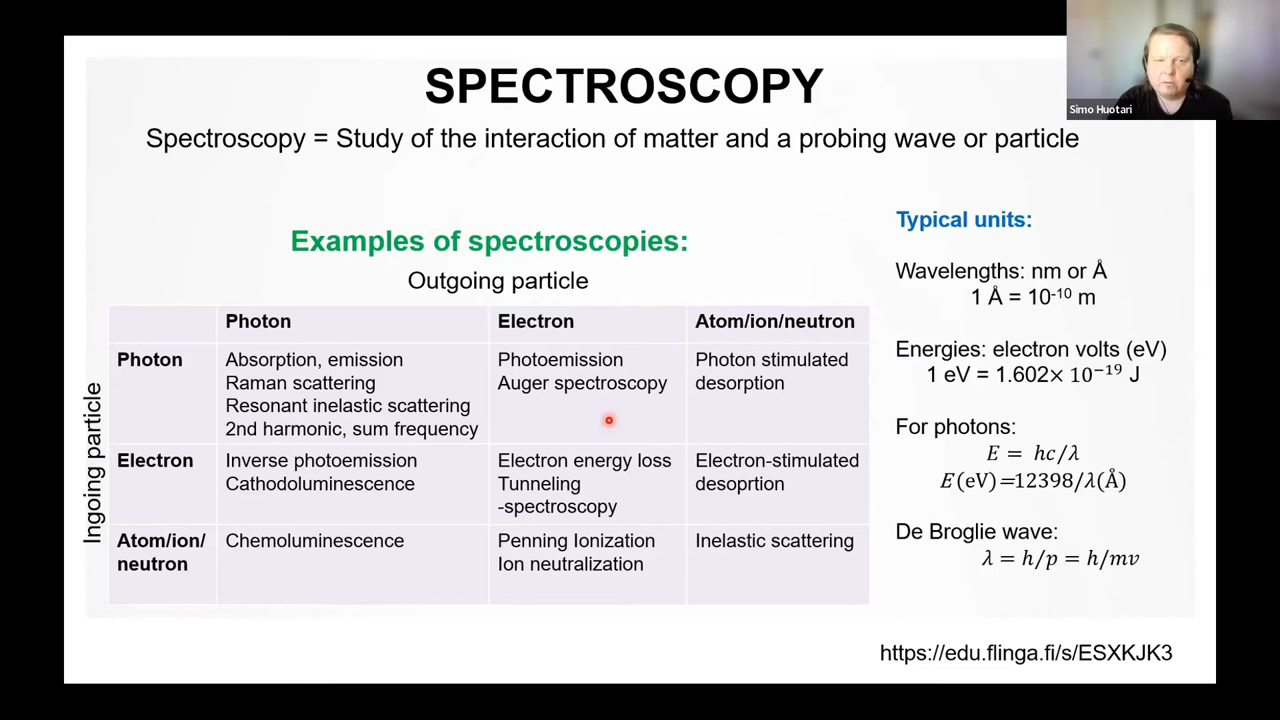 SPECTROSCOPY
Simo Huotari
Spectroscopy = Study of the interaction of matter and a probing wave or particle
Examples of spectroscopies:
Outgoing particle
Ingoing particle
Photon
Electron
Atom/ion/neutron
Photon
Absorption, emission
Raman scattering
Resonant inelastic scattering
2nd harmonic, sum frequency
Photoemission
Auger spectroscopy
Photon stimulated
desorption
Electron
Inverse photoemission
Cathodoluminescence
Electron energy loss
Tunneling
-spectroscopy
Electron-stimulated
desoprtion
Atom/ion/
neutron
Chemoluminescence
Penning Ionization
Ion neutralization
Inelastic scattering
Typical units:
Wavelengths: nm or Å
1 Å = 10⁻¹⁰ m
Energies: electron volts (eV)
1 eV = 1.602× 10⁻¹⁹ J
For photons:
E = hc/λ
E(eV)=12398/λ(Å)
De Broglie wave:
λ = h/p = h/mv
https://edu.flinga.fi/s/ESXKJK3